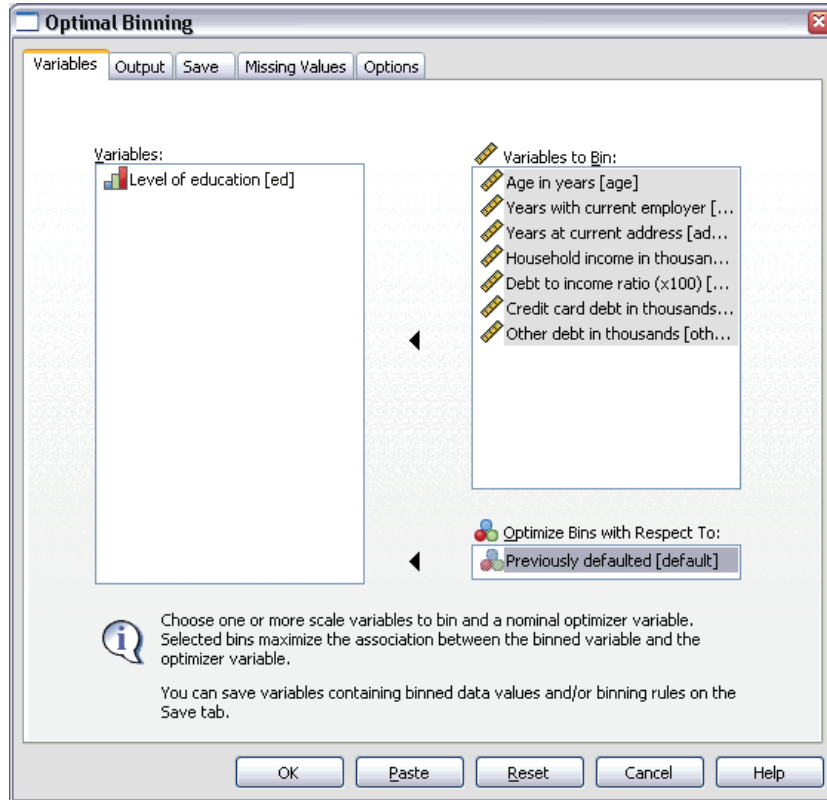 Optimal Binning
Variables
Output
Save
Missing Values
Options
Variables:
Level of education [ed]
Variables to Bin:
Age in years [age]
Years with current employer [...
Years at current address [ad...
Household income in thousan...
Debt to income ratio (x100) [...
Credit card debt in thousands...
Other debt in thousands [oth...
Optimize Bins with Respect To:
Previously defaulted [default]
Choose one or more scale variables to bin and a nominal optimizer variable.
Selected bins maximize the association between the binned variable and the
optimizer variable.
You can save variables containing binned data values and/or binning rules on the
Save tab.
OK
Paste
Reset
Cancel
Help